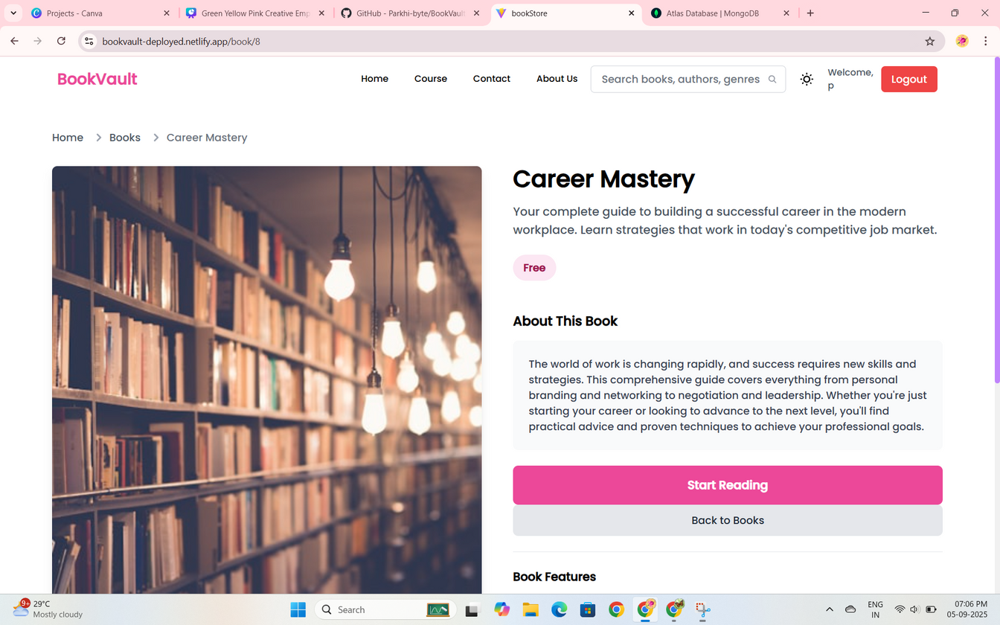 Projects - Canva
Green Yellow Pink Creative Emp
GitHub - Parkhi-byte/BookVault
bookStore
Atlas Database | MongoDB
bookvault-deployed.netlify.app/book/8
BookVault
Home
Course
Contact
About Us
Search books, authors, genres
Welcome,
p
Logout
Home
Books
Career Mastery
Career Mastery
Your complete guide to building a successful career in the modern
workplace. Learn strategies that work in today's competitive job market.
Free
About This Book
The world of work is changing rapidly, and success requires new skills and
strategies. This comprehensive guide covers everything from personal
branding and networking to negotiation and leadership. Whether you're just
starting your career or looking to advance to the next level, you'll find
practical advice and proven techniques to achieve your professional goals.
Start Reading
Back to Books
Book Features
9+
29°C
Mostly cloudy
Search
ENG
IN
07:06 PM
05-09-2025